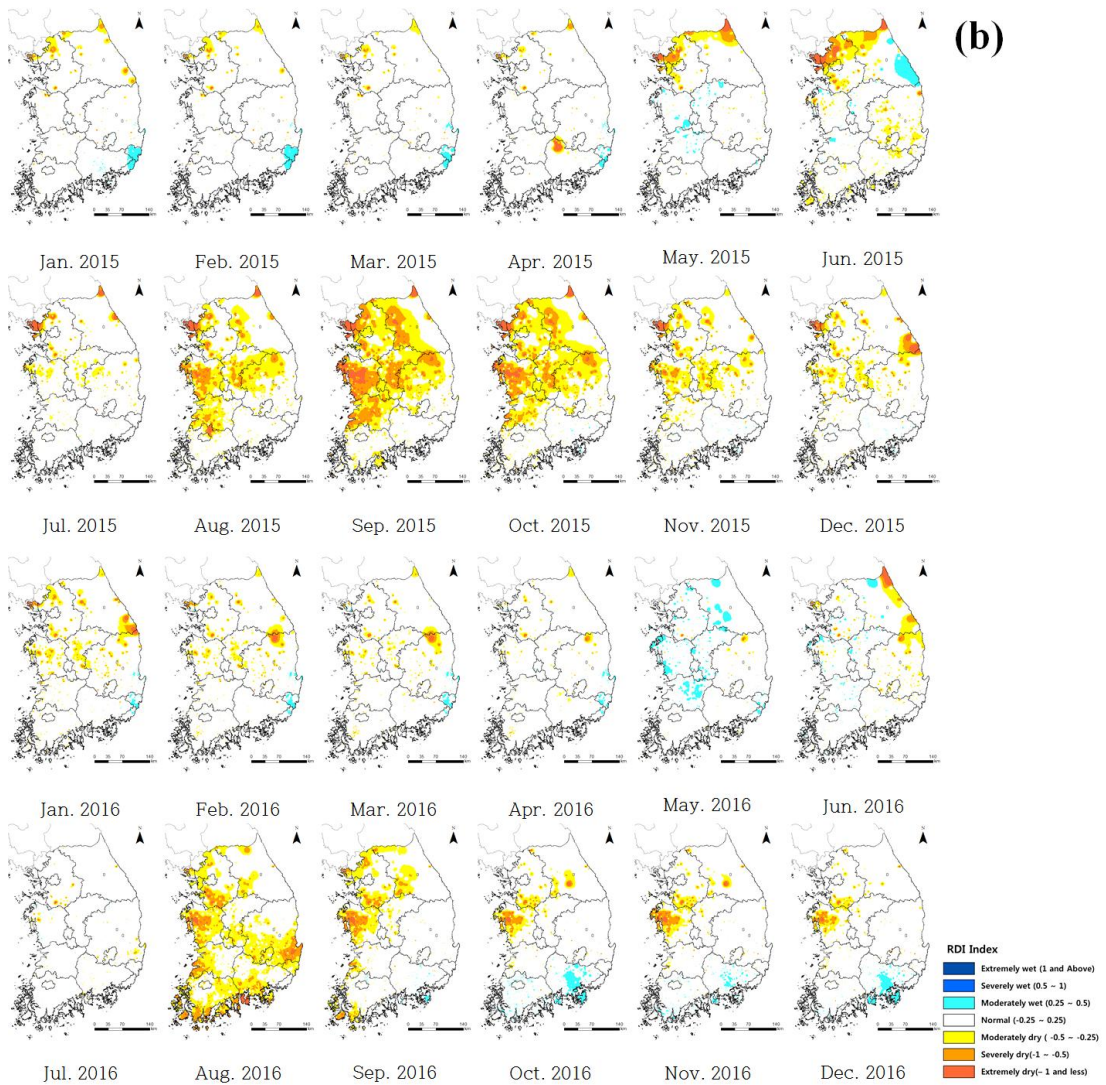 (b)
Jan. 2015
Feb. 2015
Mar. 2015
Apr. 2015
May. 2015
Jun. 2015
Jul. 2015
Aug. 2015
Sep. 2015
Oct. 2015
Nov. 2015
Dec. 2015
Jan. 2016
Feb. 2016
Mar. 2016
Apr. 2016
May. 2016
Jun. 2016
Jul. 2016
Aug. 2016
Sep. 2016
Oct. 2016
Nov. 2016
Dec. 2016
RDI Index
Extremely wet (1 and Above)
Severely wet (0.5 ~ 1)
Moderately wet (0.25 ~ 0.5)
Normal (-0.25 ~ 0.25)
Moderately dry ( -0.5 ~ -0.25)
Severely dry(-1 ~ -0.5)
Extremely dry(- 1 and less)